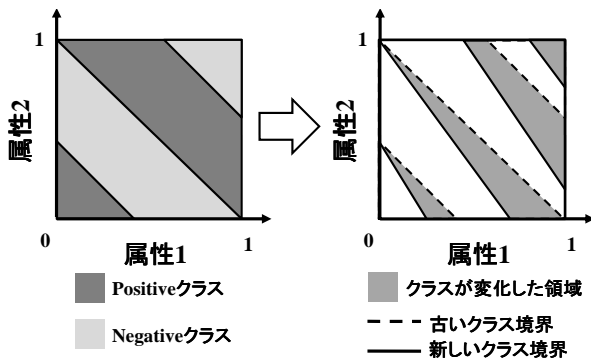 1
属性2
0
属性1
1
Positiveクラス
Negativeクラス
1
属性2
0
属性1
1
クラスが変化した領域
古いクラス境界
新しいクラス境界